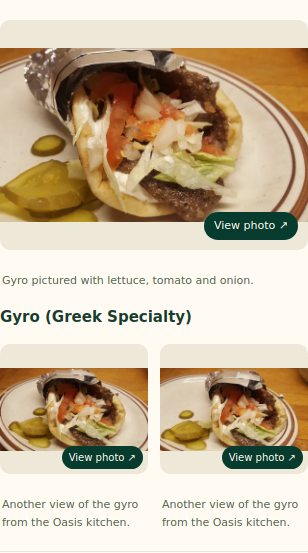 View photo ↗
Gyro pictured with lettuce, tomato and onion.
Gyro (Greek Specialty)
View photo ↗
View photo ↗
Another view of the gyro
from the Oasis kitchen.
Another view of the gyro
from the Oasis kitchen.